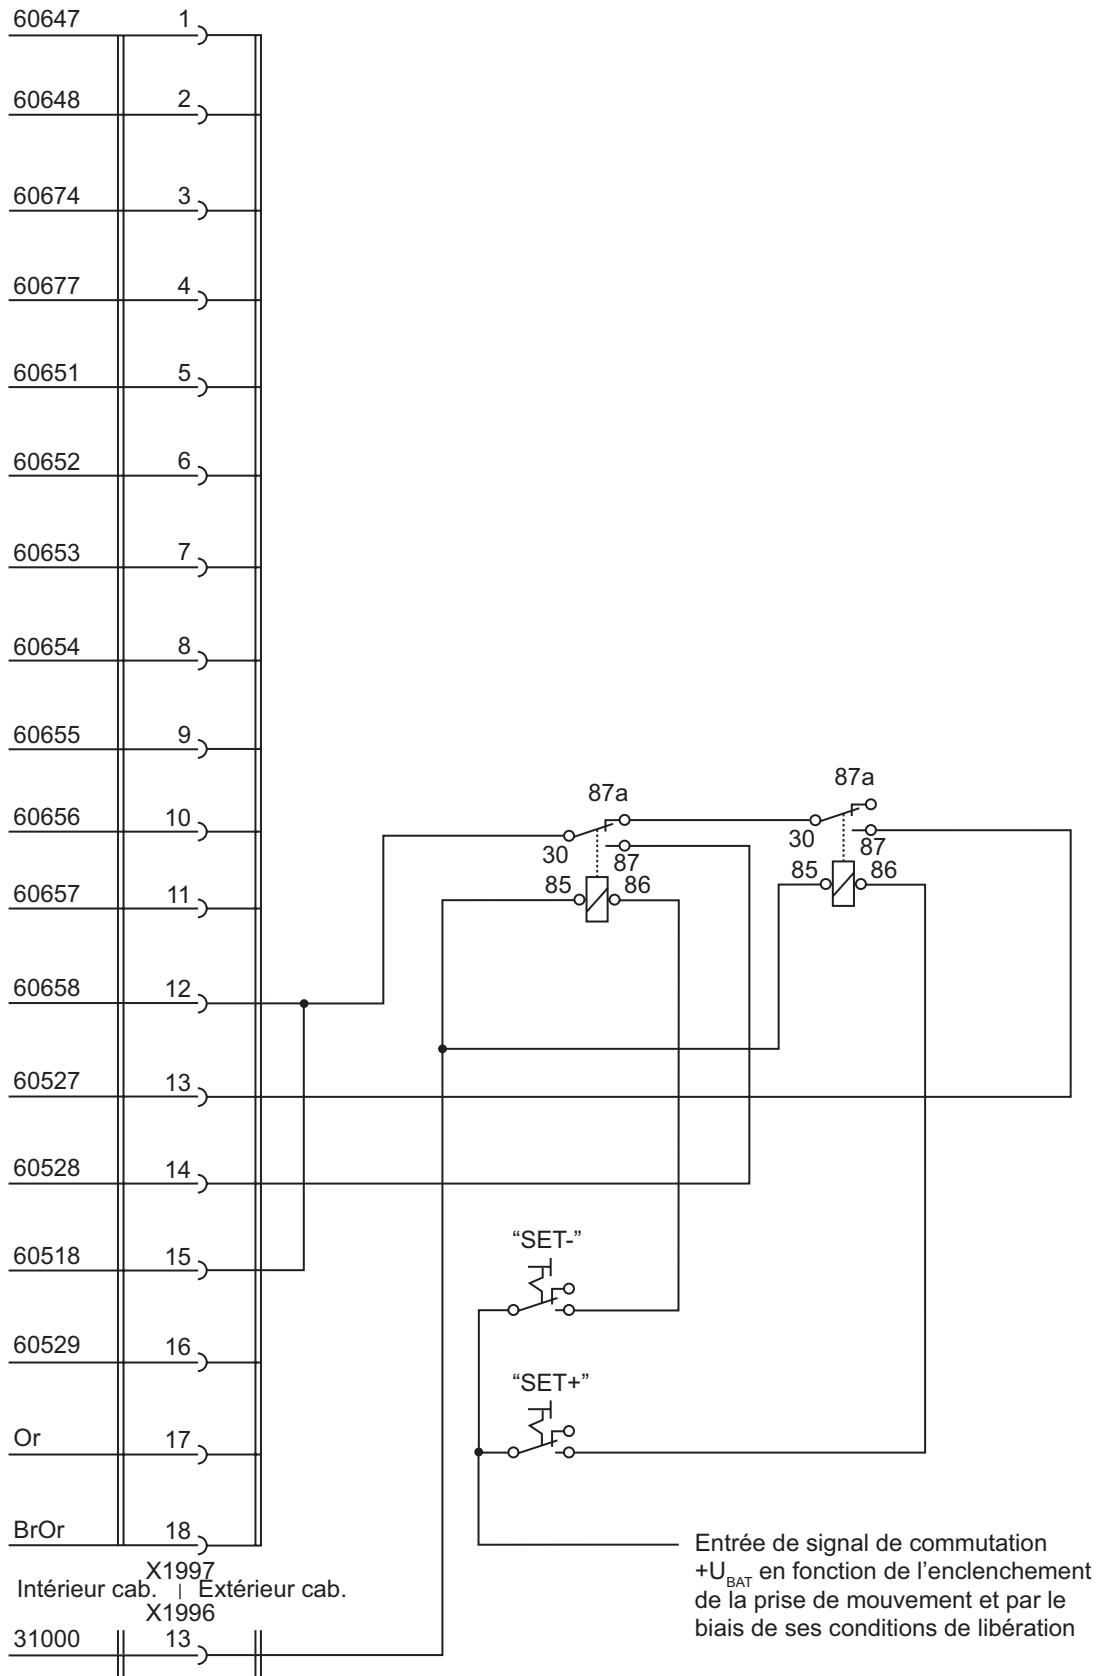 60647 1
60648 2
60674 3
60677 4
60651 5
60652 6
60653 7
60654 8
60655 9
87a
87a
60656 10
30 87
30 87
85 86
85 86
60657 11
60658 12
60527 13
60528 14
“SET-”
60518 15
60529 16
“SET+”
Or 17
BrOr 18
X1997
Intérieur cab. | Extérieur cab.
X1996
31000 13
Entrée de signal de commutation
+UBAT en fonction de l’enclenchement
de la prise de mouvement et par le
biais de ses conditions de libération